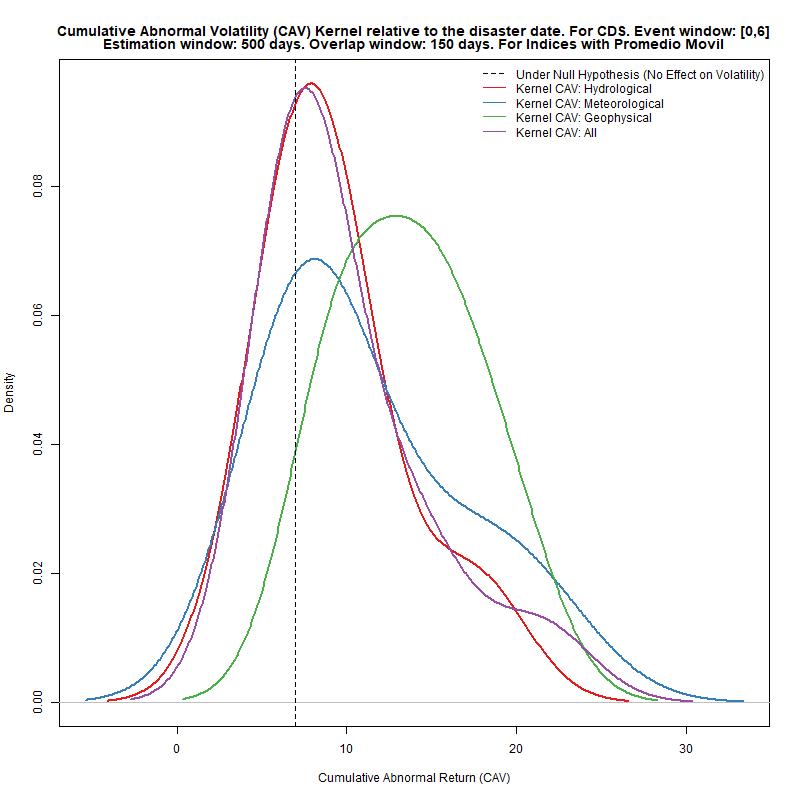 Cumulative Abnormal Volatility (CAV) Kernel relative to the disaster date. For CDS. Event window: [0,6]
Estimation window: 500 days. Overlap window: 150 days. For Indices with Promedio Movil
Under Null Hypothesis (No Effect on Volatility)
Kernel CAV: Hydrological
Kernel CAV: Meteorological
Kernel CAV: Geophysical
Kernel CAV: All
0.08
0.06
0.04
0.02
0.00
Density
0 10 20 30
Cumulative Abnormal Return (CAV)